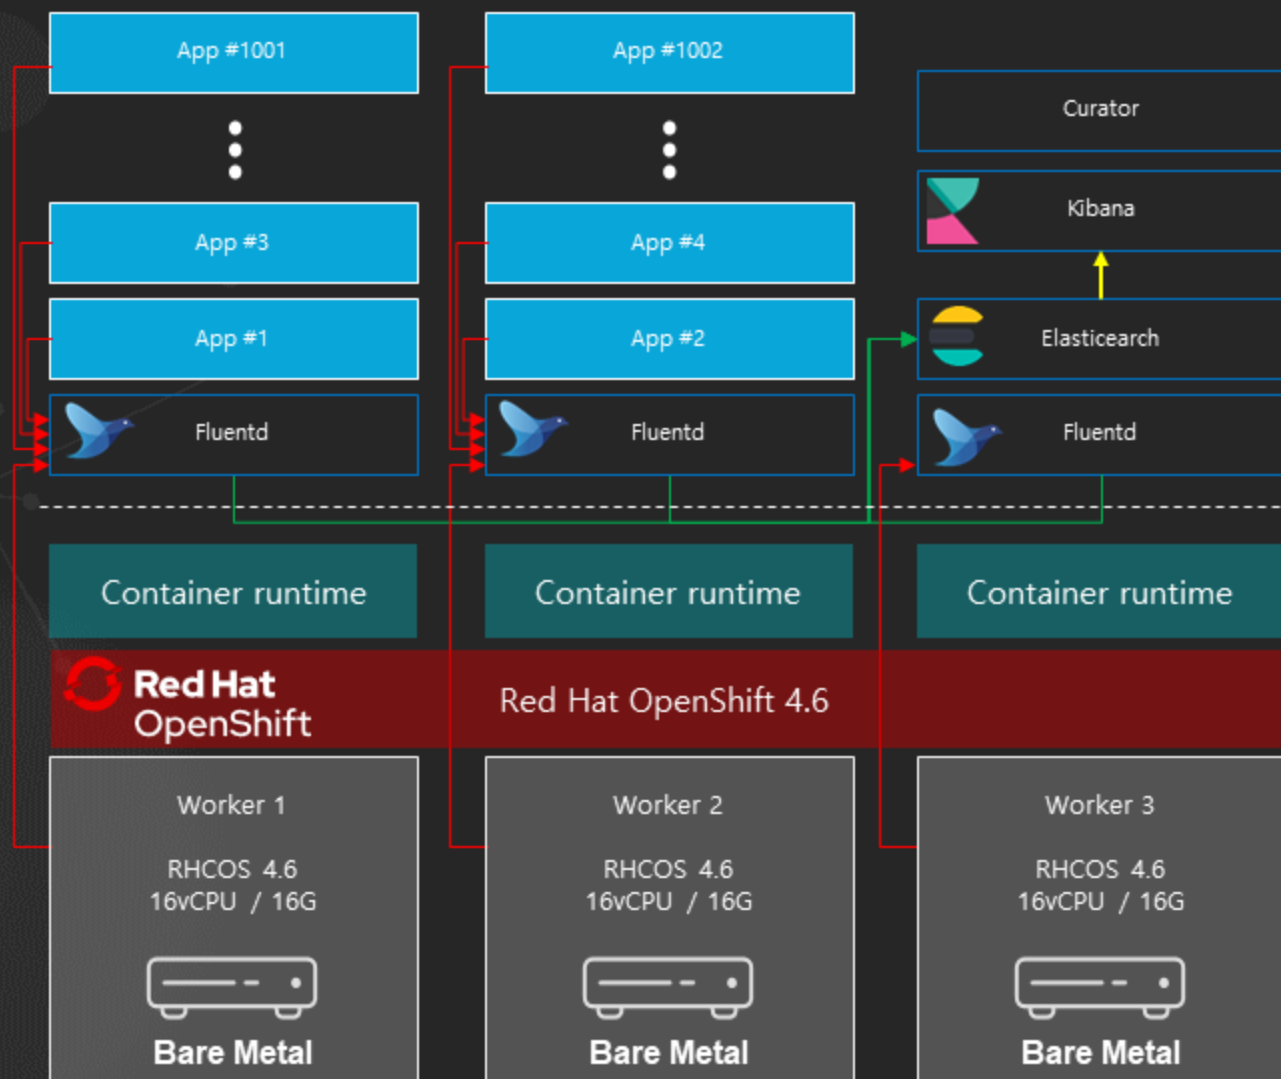 App #1001
App #1002
Curator
Kibana
App #3
App #4
App #1
App #2
Elasticearch
Fluentd
Fluentd
Fluentd
Container runtime
Container runtime
Container runtime
Red Hat
OpenShift
Red Hat OpenShift 4.6
Worker 1
RHCOS 4.6
16vCPU / 16G
Bare Metal
Worker 2
RHCOS 4.6
16vCPU / 16G
Bare Metal
Worker 3
RHCOS 4.6
16vCPU / 16G
Bare Metal